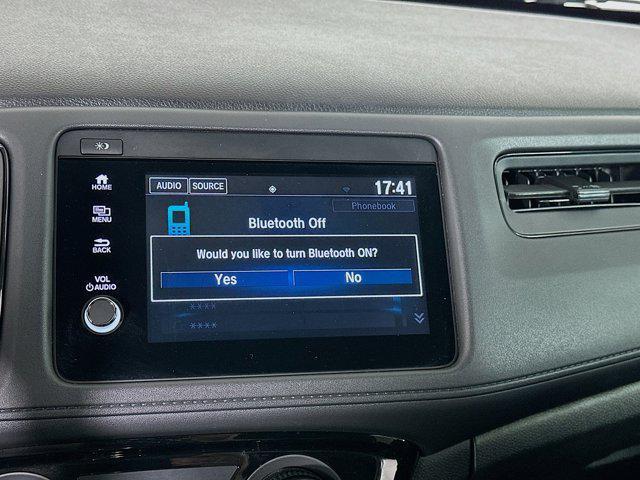 HOME
MENU
BACK
VOL
AUDIO
AUDIO SOURCE 17:41
Phonebook
Bluetooth Off
Would you like to turn Bluetooth ON?
Yes No
****
****